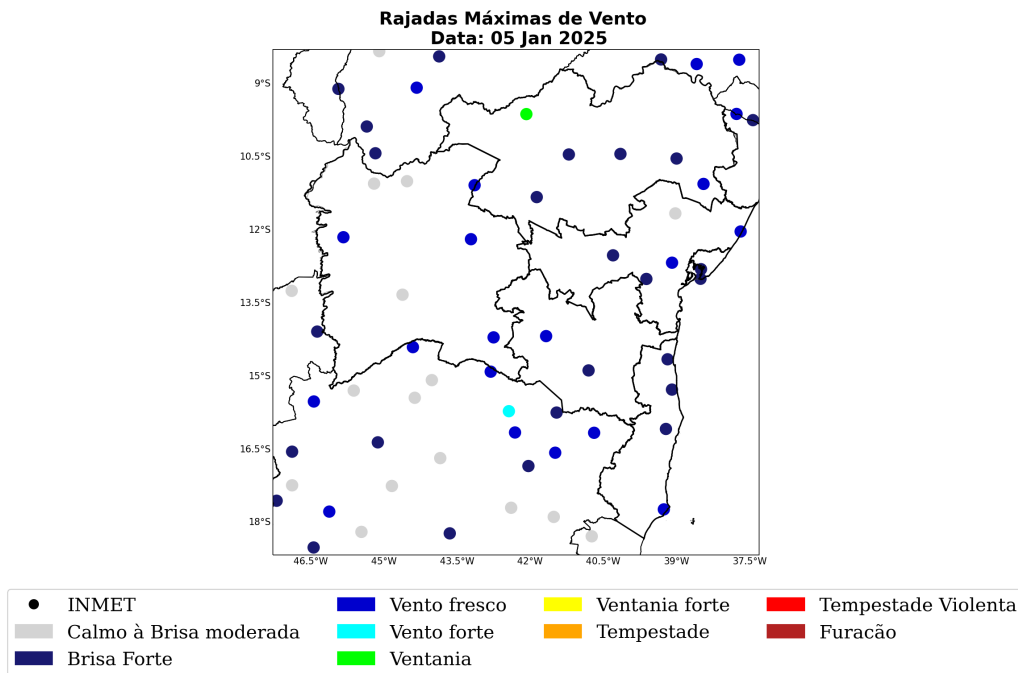 Rajadas Máximas de Vento
Data: 05 Jan 2025
9°S
10.5°S
12°S
13.5°S
15°S
16.5°S
18°S
46.5°W 45°W 43.5°W 42°W 40.5°W 39°W 37.5°W
INMET
Calmo à Brisa moderada
Brisa Forte
Vento fresco
Vento forte
Ventania
Ventania forte
Tempestade
Tempestade Violenta
Furacão